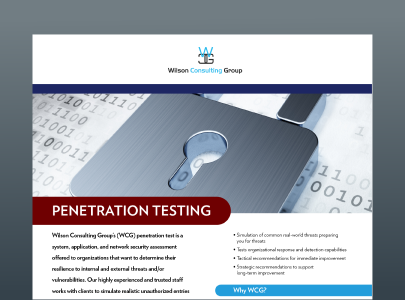 WCG
Wilson Consulting Group
PENETRATION TESTING
Wilson Consulting Group's (WCG) penetration test is a
system, application, and network security assessment
offered to organizations that want to determine their
resilience to internal and external threats and/or
vulnerabilities. Our highly experienced and trusted staff
works with clients to simulate realistic unauthorized entries
• Simulation of common real-world threats preparing
you for threats
• Tests organizational response and detection capabilities
• Tactical recommendations for immediate improvement
• Strategic recommendations to support
long-term improvement
Why WCG?